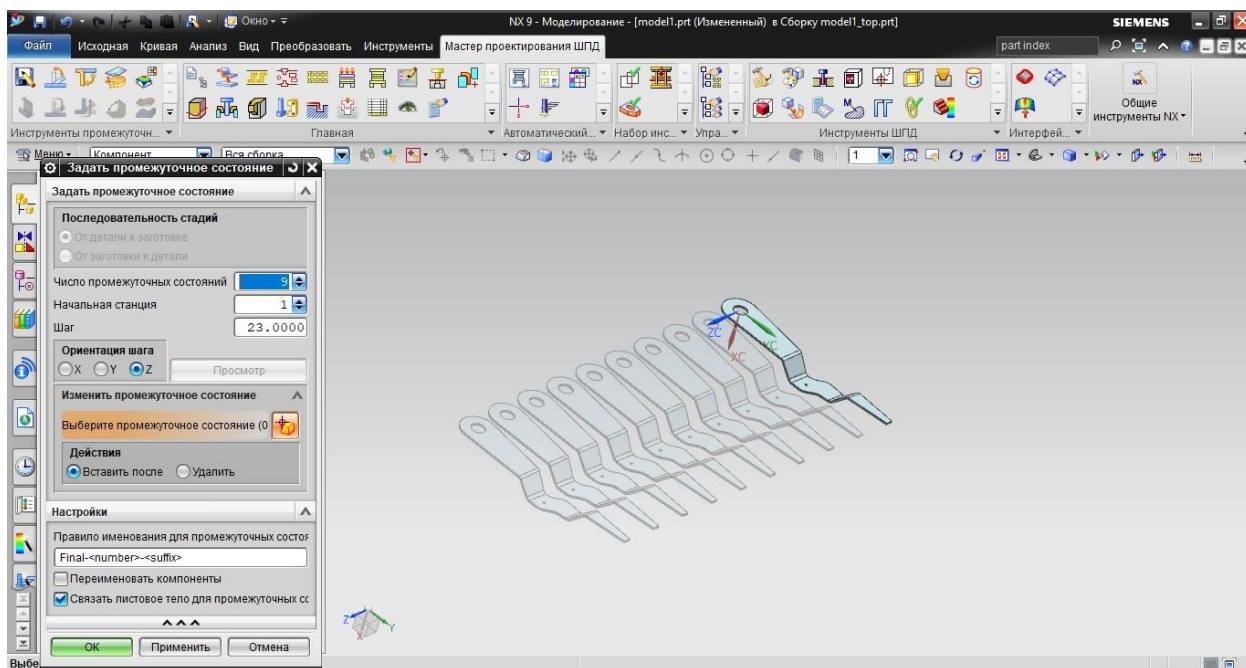 Окно
NX 9 - Моделирование - [model1.prt (Измененный) в Сборку model1_top.prt]
SIEMENS
Файл Исходная Кривая Анализ Вид Преобразовать Инструменты Мастер проектирования ШПД part index
NX
Общие
инструменты NX
Инструменты промежуточн... Главная Автоматический... Набор инс... Упра... Инструменты ШПД Интерфей...
Меню Компонент Вся сборка 1
Задать промежуточное состояние
Задать промежуточное состояние
Последовательность стадий
От детали к заготовке
От заготовки к детали
Число промежуточных состояний 9
Начальная станция 1
Шаг 23.0000
Ориентация шага
X Y Z Просмотр
Изменить промежуточное состояние
Выберите промежуточное состояние (0
Действия
Вставить после Удалить
Настройки
Правило именования для промежуточных состоя
Final-<number>-<suffix>
Переименовать компоненты
Связать листовое тело для промежуточных сс
OK Применить Отмена
Выбе
ZC
XC
YC
Z
X
Y